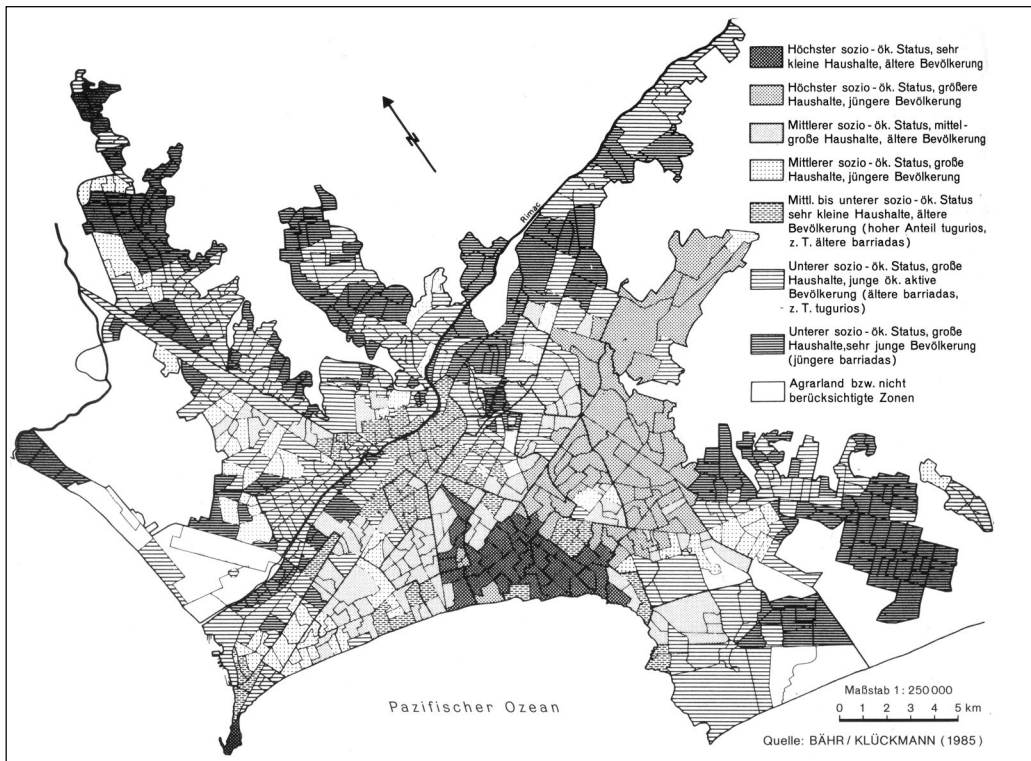 Höchster sozio-ök. Status, sehr
kleine Haushalte, ältere Bevölkerung
Höchster sozio-ök. Status, größere
Haushalte, jüngere Bevölkerung
Mittlerer sozio-ök. Status, mittel-
große Haushalte, ältere Bevölkerung
Mittlerer sozio-ök. Status, große
Haushalte, jüngere Bevölkerung
Mittl. bis unterer sozio-ök. Status
sehr kleine Haushalte, ältere
Bevölkerung (hoher Anteil tugurios,
z. T. ältere barriadas)
Unterer sozio-ök. Status, große
Haushalte, junge ök. aktive
Bevölkerung (ältere barriadas,
z. T. tugurios)
Unterer sozio-ök. Status, große
Haushalte, sehr junge Bevölkerung
(jüngere barriadas)
Agrarland bzw. nicht
berücksichtigte Zonen
N
Rimac
Pazifischer Ozean
Maßstab 1:250 000
0 1 2 3 4 5 km
Quelle: BÄHR / KLÜCKMANN (1985)